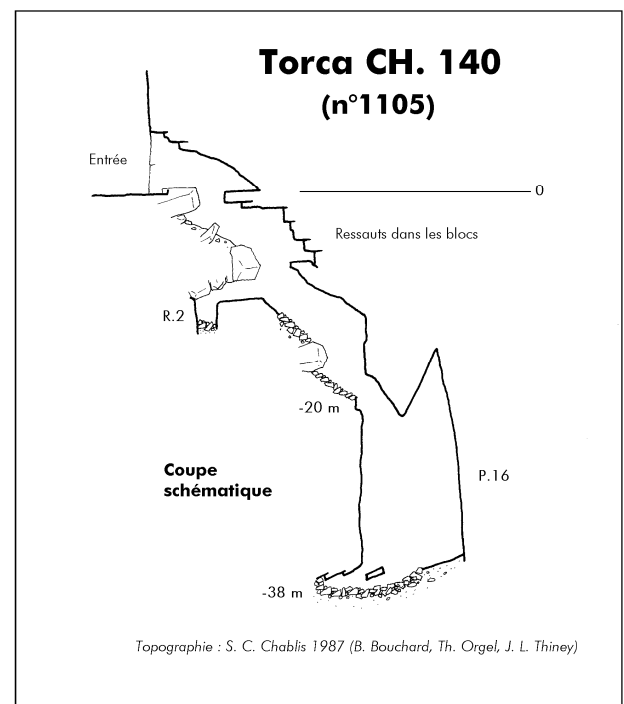 Torca CH. 140
(n°1105)
Entrée
0
Ressauts dans les blocs
R.2
-20 m
Coupe
schématique
P.16
-38 m
Topographie : S. C. Chablis 1987 (B. Bouchard, Th. Orgel, J. L. Thiney)